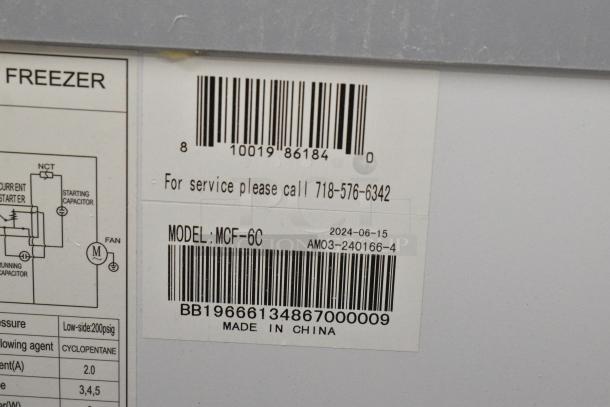 FREEZER
NCT
CURRENT
STARTER
STARTING
CAPACITOR
FAN
M
RUNNING
CAPACITOR
essure Low-side:200psig
lowing agent CYCLOPENTANE
ent(A) 2.0
e 3,4,5
er(W)
8 10019 86184 0
For service please call 718-576-6342
MODEL:MCF-6C 2024-06-15
AM03-240166-4
BB19666134867000009
MADE IN CHINA